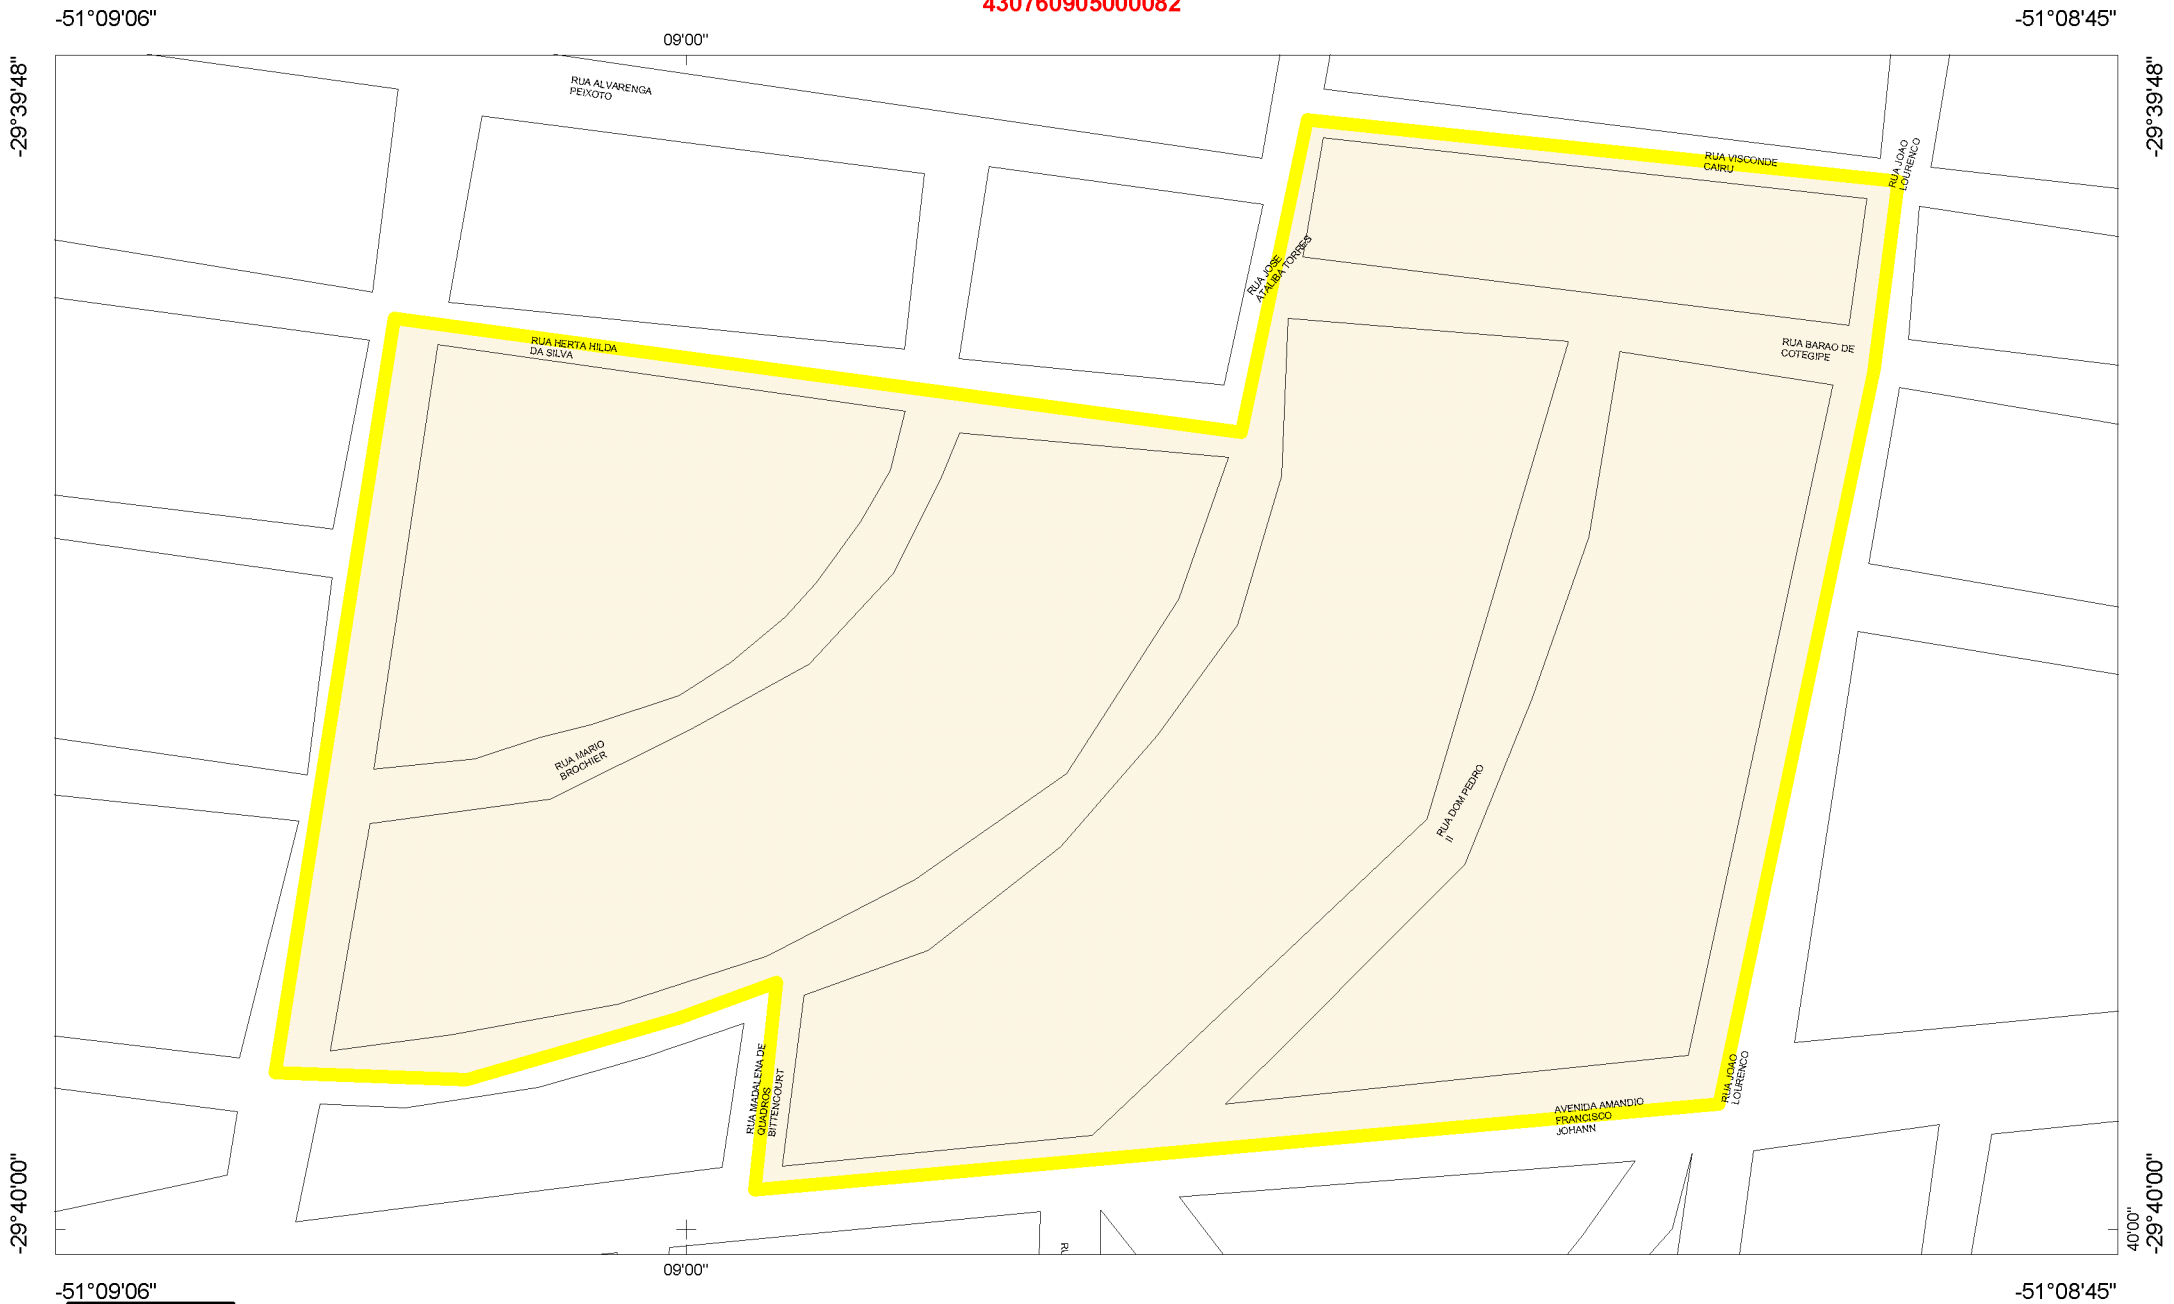 430760905000082
-51°09'06"
-51°08'45"
09'00"
-29°39'48"
-29°39'48"
RUA ALVARENGA
PEIXOTO
RUA VISCONDE
CAIRU
RUA JOAO
LOURENCO
RUA JOSE
ATALIBA TORRES
RUA HERTA HILDA
DA SILVA
RUA BARAO DE
COTEGIPE
RUA MARIO
BROCHIER
RUA DOM PEDRO
II
RUA MADALENA DE
QUADROS
BITTENCOURT
RUA JOAO
LOURENCO
AVENIDA AMANDIO
FRANCISCO
JOHANN
-29°40'00"
40'00"
-29°40'00"
09'00"
-51°09'06"
-51°08'45"